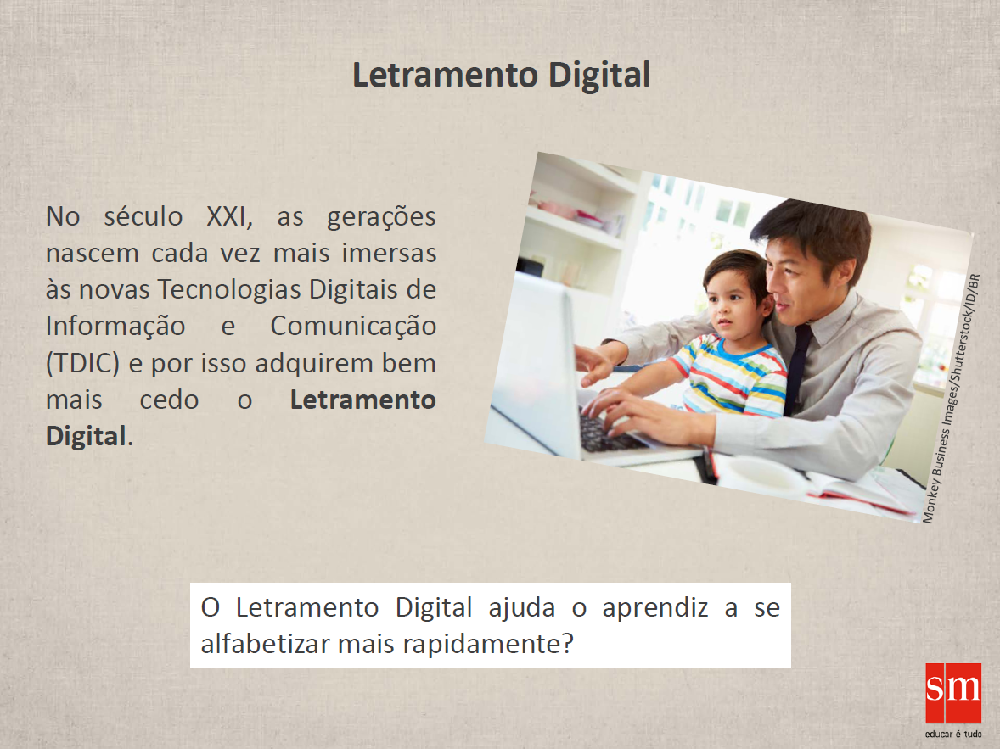 Letramento Digital
No século XXI, as gerações
nascem cada vez mais imersas
às novas Tecnologias Digitais de
Informação e Comunicação
(TDIC) e por isso adquirem bem
mais cedo o Letramento
Digital.
Monkey Business Images/Shutterstock/ID/BR
O Letramento Digital ajuda o aprendiz a se
alfabetizar mais rapidamente?
sm
educar é tudo